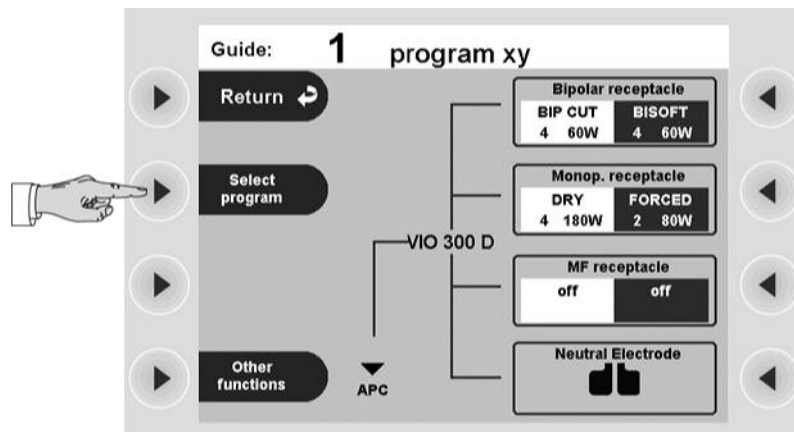 Guide: 1 program xy
Return
Bipolar receptacle
BIP CUT BISOFT
4 60W 4 60W
Select
program
Monop. receptacle
DRY FORCED
4 180W 2 80W
VIO 300 D
MF receptacle
off off
Other
functions
APC
Neutral Electrode